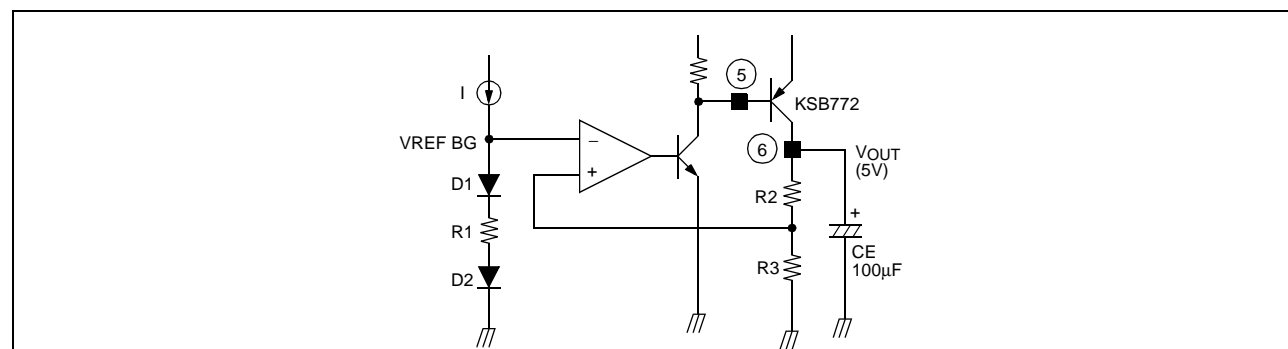 I
VREF BG
D1
R1
D2
−
+
5
KSB772
6
VOUT
(5V)
R2
R3
+
CE
100μF